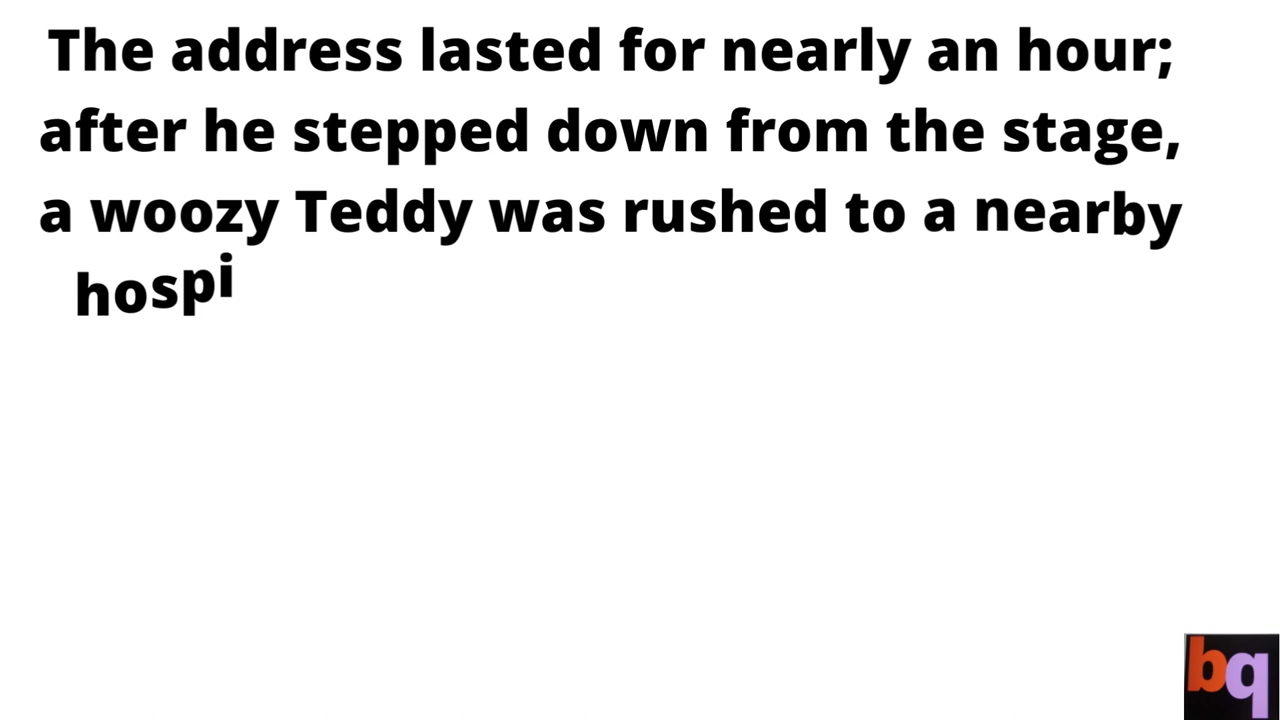 The address lasted for nearly an hour;
after he stepped down from the stage,
a woozy Teddy was rushed to a nearby
hospi
bq